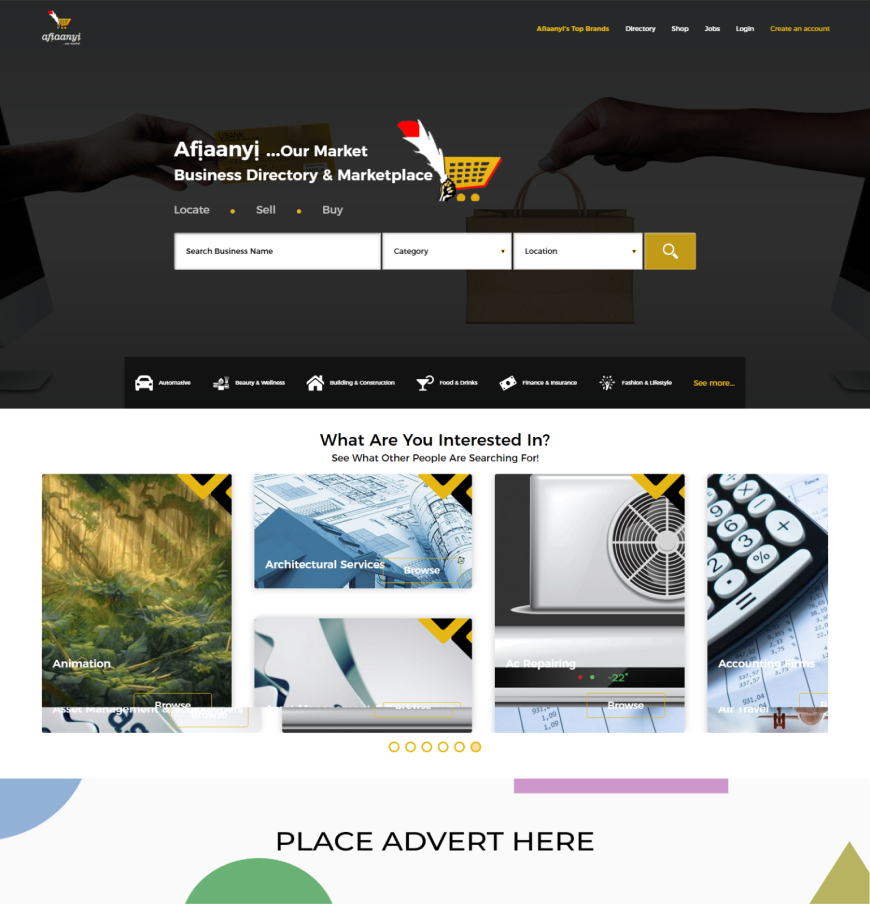 afiaanyi
Afiaanyi's Top Brands Directory Shop Jobs Login Create an account
Afịaanyị ...Our Market
Business Directory & Marketplace
Locate • Sell • Buy
Search Business Name Category Location
Automative Beauty & Wellness Building & Construction Food & Drinks Finance & Insurance Fashion & Lifestyle See more...
What Are You Interested In?
See What Other People Are Searching For!
Architectural Services Browse
Animation
Browse
Ac Repairing
-22°
Browse
Accounting Firms
Air Travel
Asset Management
Browse
Browse
PLACE ADVERT HERE